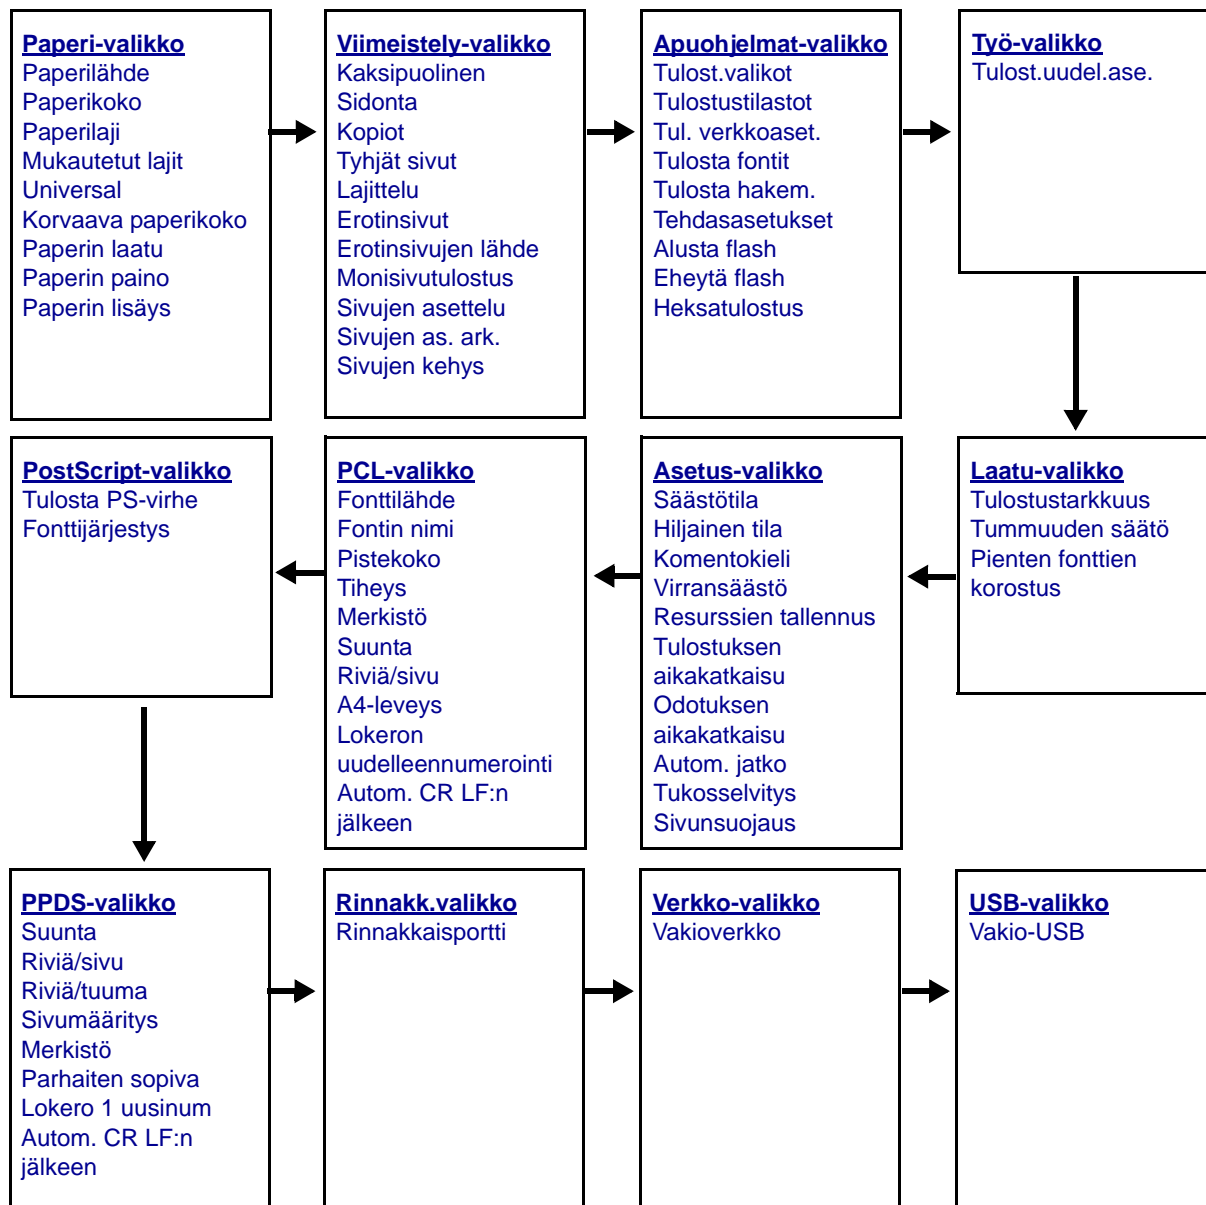 Paperi-valikko
Paperilähde
Paperikoko
Paperilaji
Mukautetut lajit
Universal
Korvaava paperikoko
Paperin laatu
Paperin paino
Paperin lisäys
Viimeistely-valikko
Kaksipuolinen
Sidonta
Kopiot
Tyhjät sivut
Lajittelu
Erotinsivut
Erotinsivujen lähde
Monisivutulostus
Sivujen asettelu
Sivujen as. ark.
Sivujen kehys
Apuohjelmat-valikko
Tulost.valikot
Tulostustilastot
Tul. verkkoaset.
Tulosta fontit
Tulosta hakem.
Tehdasasetukset
Alusta flash
Eheytä flash
Heksatulostus
Työ-valikko
Tulost.uudel.ase.
Laatu-valikko
Tulostustarkkuus
Tummuuden säätö
Pienten fonttien
korostus
Asetus-valikko
Säästötila
Hiljainen tila
Komentokieli
Virransäästö
Resurssien tallennus
Tulostuksen
aikakatkaisu
Odotuksen
aikakatkaisu
Autom. jatko
Tukosselvitys
Sivunsuojaus
PCL-valikko
Fonttilähde
Fontin nimi
Pistekoko
Tiheys
Merkistö
Suunta
Riviä/sivu
A4-leveys
Lokeron
uudelleennumerointi
Autom. CR LF:n
jälkeen
PostScript-valikko
Tulosta PS-virhe
Fonttijärjestys
PPDS-valikko
Suunta
Riviä/sivu
Riviä/tuuma
Sivumääritys
Merkistö
Parhaiten sopiva
Lokero 1 uusinum
Autom. CR LF:n
jälkeen
Rinnakk.valikko
Rinnakkaisportti
Verkko-valikko
Vakioverkko
USB-valikko
Vakio-USB